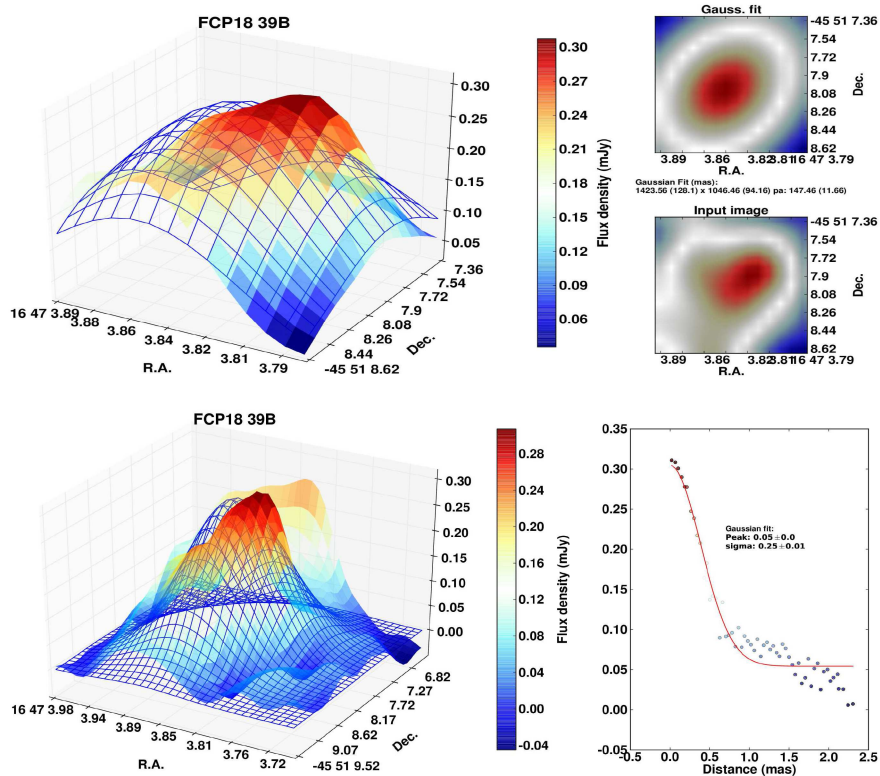 FCP18 39B
0.30
0.25
0.20
0.15
0.10
0.05
7.36
7.54
7.72
7.9
8.08
8.26
8.44
-45 51 8.62
Dec.
16 47 3.89
3.88
3.86
3.84
3.82
3.81
3.79
R.A.
0.30
0.27
0.24
0.21
0.18
0.15
0.12
0.09
0.06
Flux density (mJy)
Gauss. fit
-45 51 7.36
7.54
7.72
7.9
8.08
8.26
8.44
8.62
Dec.
3.89 3.86 3.82 3.81 16 47 3.79
R.A.
Gaussian Fit (mas):
1423.56 (128.1) x 1046.46 (94.16) pa: 147.46 (11.66)
Input image
-45 51 7.36
7.54
7.72
7.9
8.08
8.26
8.44
8.62
Dec.
3.89 3.86 3.82 3.81 16 47 3.79
R.A.
FCP18 39B
0.30
0.25
0.20
0.15
0.10
0.05
0.00
6.82
7.27
7.72
8.17
8.62
9.07
-45 51 9.52
Dec.
16 47 3.98
3.94
3.89
3.85
3.81
3.76
3.72
R.A.
0.28
0.24
0.20
0.16
0.12
0.08
0.04
0.00
-0.04
Flux density (mJy)
0.35
0.30
0.25
0.20
0.15
0.10
0.05
0.00
-0.05
Gaussian fit:
Peak: 0.05±0.0
sigma: 0.25±0.01
-0.5 0.0 0.5 1.0 1.5 2.0 2.5
Distance (mas)